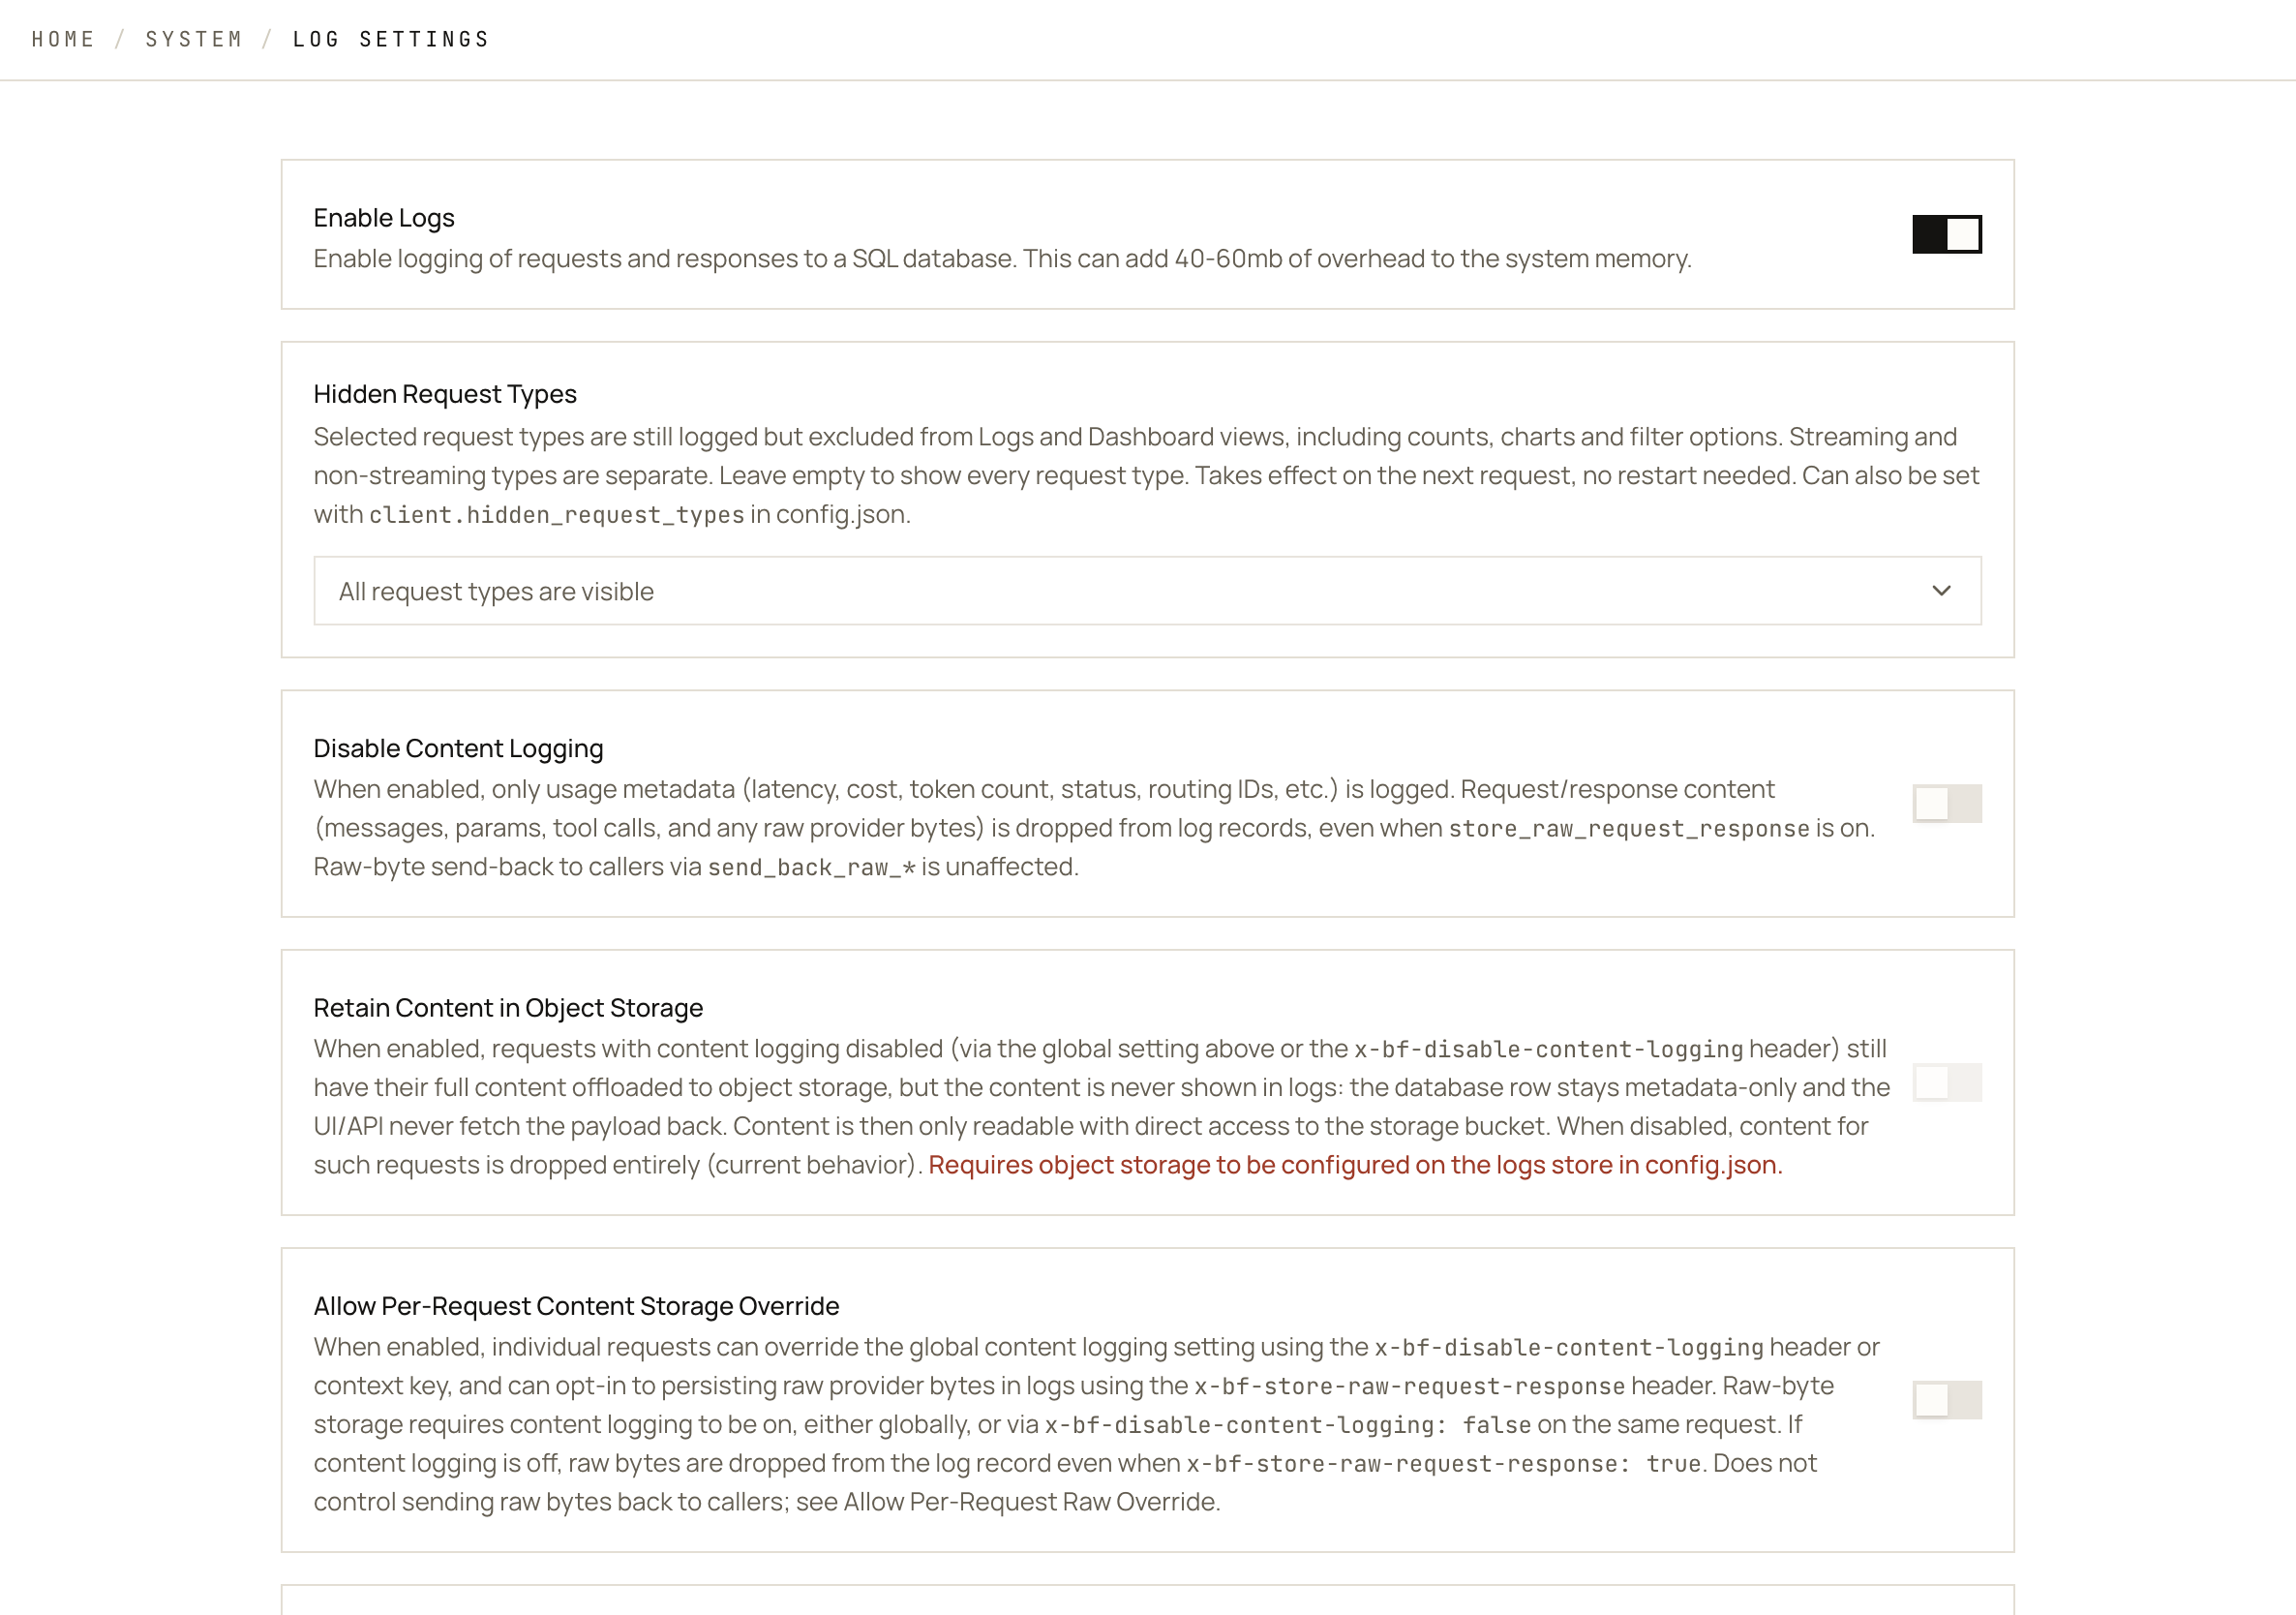 HOME / SYSTEM / LOG SETTINGS
Enable Logs
Enable logging of requests and responses to a SQL database. This can add 40-60mb of overhead to the system memory.
Hidden Request Types
Selected request types are still logged but excluded from Logs and Dashboard views, including counts, charts and filter options. Streaming and
non-streaming types are separate. Leave empty to show every request type. Takes effect on the next request, no restart needed. Can also be set
with client.hidden_request_types in config.json.
All request types are visible
Disable Content Logging
When enabled, only usage metadata (latency, cost, token count, status, routing IDs, etc.) is logged. Request/response content
(messages, params, tool calls, and any raw provider bytes) is dropped from log records, even when store_raw_request_response is on.
Raw-byte send-back to callers via send_back_raw_* is unaffected.
Retain Content in Object Storage
When enabled, requests with content logging disabled (via the global setting above or the x-bf-disable-content-logging header) still
have their full content offloaded to object storage, but the content is never shown in logs: the database row stays metadata-only and the
UI/API never fetch the payload back. Content is then only readable with direct access to the storage bucket. When disabled, content for
such requests is dropped entirely (current behavior). Requires object storage to be configured on the logs store in config.json.
Allow Per-Request Content Storage Override
When enabled, individual requests can override the global content logging setting using the x-bf-disable-content-logging header or
context key, and can opt-in to persisting raw provider bytes in logs using the x-bf-store-raw-request-response header. Raw-byte
storage requires content logging to be on, either globally, or via x-bf-disable-content-logging: false on the same request. If
content logging is off, raw bytes are dropped from the log record even when x-bf-store-raw-request-response: true. Does not
control sending raw bytes back to callers; see Allow Per-Request Raw Override.